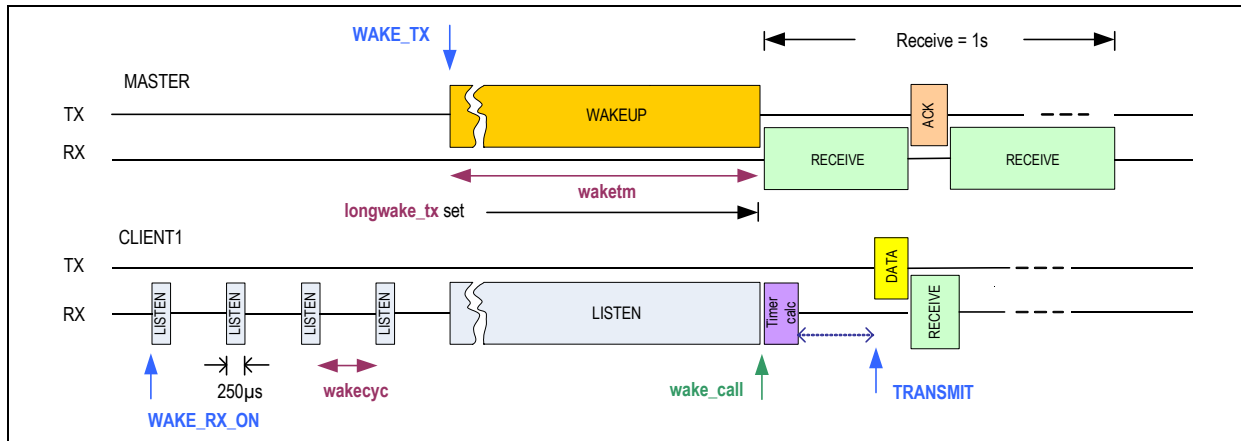 WAKE_TX
Receive = 1s
MASTER
TX
WAKEUP
ACK
RX
RECEIVE
RECEIVE
waketm
longwake_tx set
CLIENT1
TX
DATA
RX
LISTEN
LISTEN
LISTEN
LISTEN
LISTEN
Timer
calc
RECEIVE
250µs
wakecyc
wake_call
TRANSMIT
WAKE_RX_ON